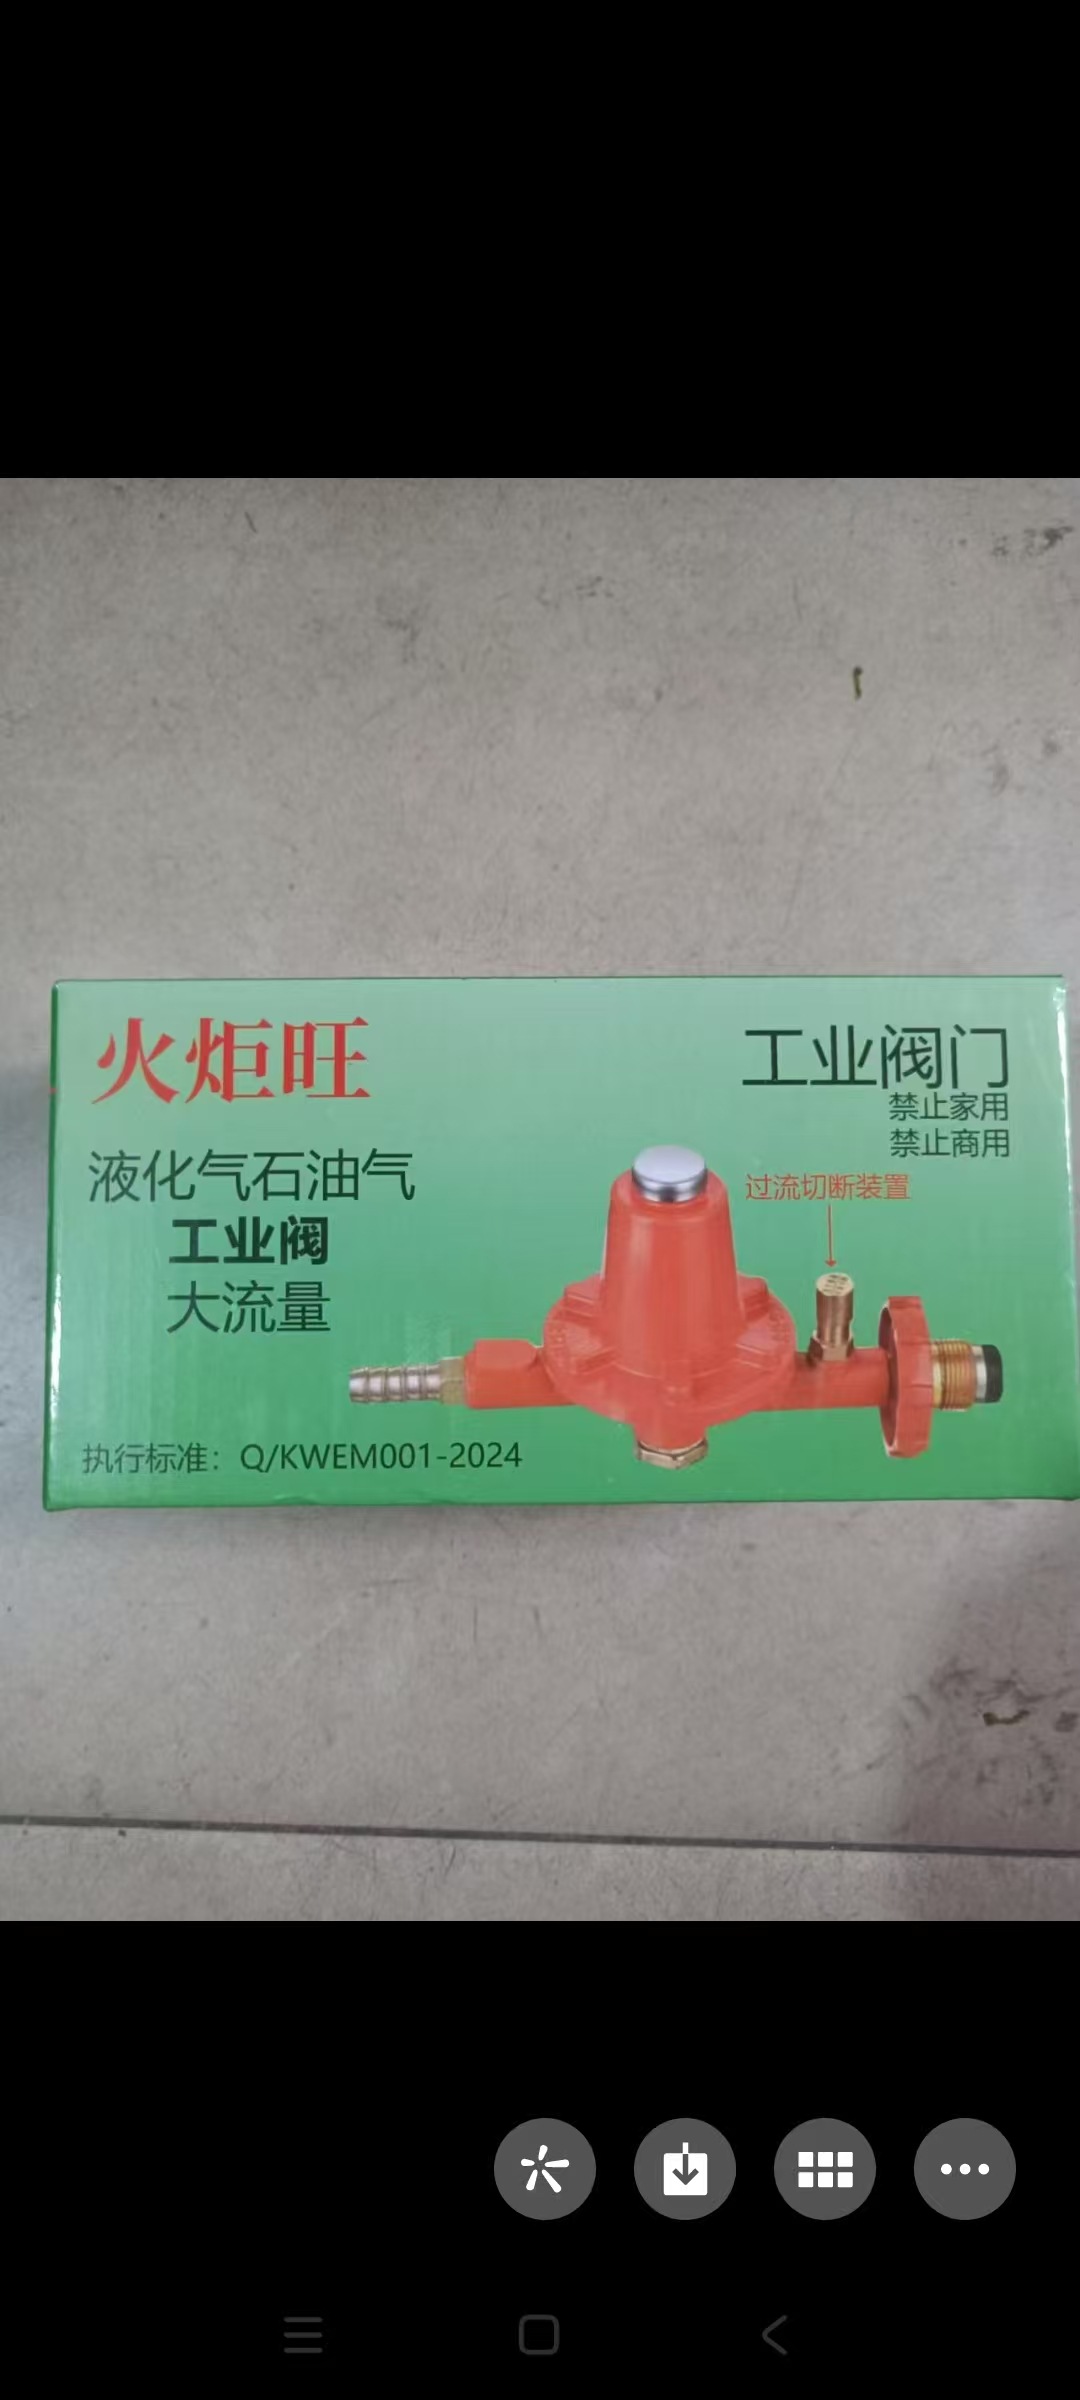 火炬旺
工业阀门
禁止家用
禁止商用
液化气石油气
工业阀
大流量
过流切断装置
执行标准：Q/KWEM001-2024